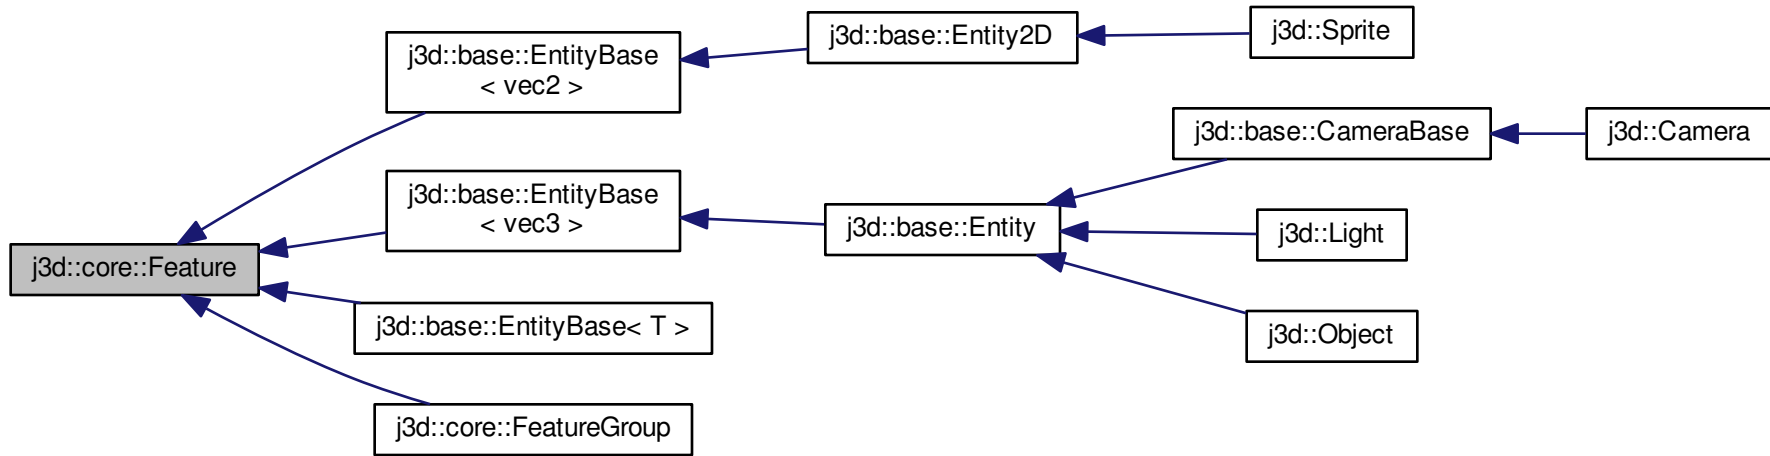 j3d::core::Feature
j3d::base::EntityBase
< vec2 >
j3d::base::EntityBase
< vec3 >
j3d::base::EntityBase< T >
j3d::core::FeatureGroup
j3d::base::Entity2D
j3d::base::Entity
j3d::Sprite
j3d::base::CameraBase
j3d::Light
j3d::Object
j3d::Camera